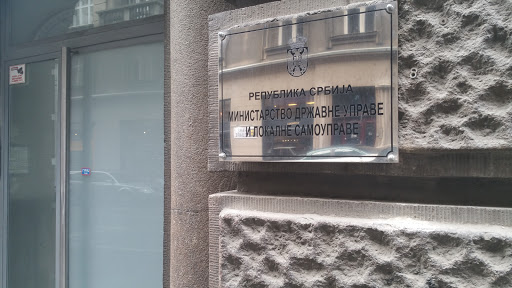 РЕПУБЛИКА СРБИЈА
МИНИСТАРСТВО ДРЖАВНЕ УПРАВЕ
И ЛОКАЛНЕ САМОУПРАВЕ